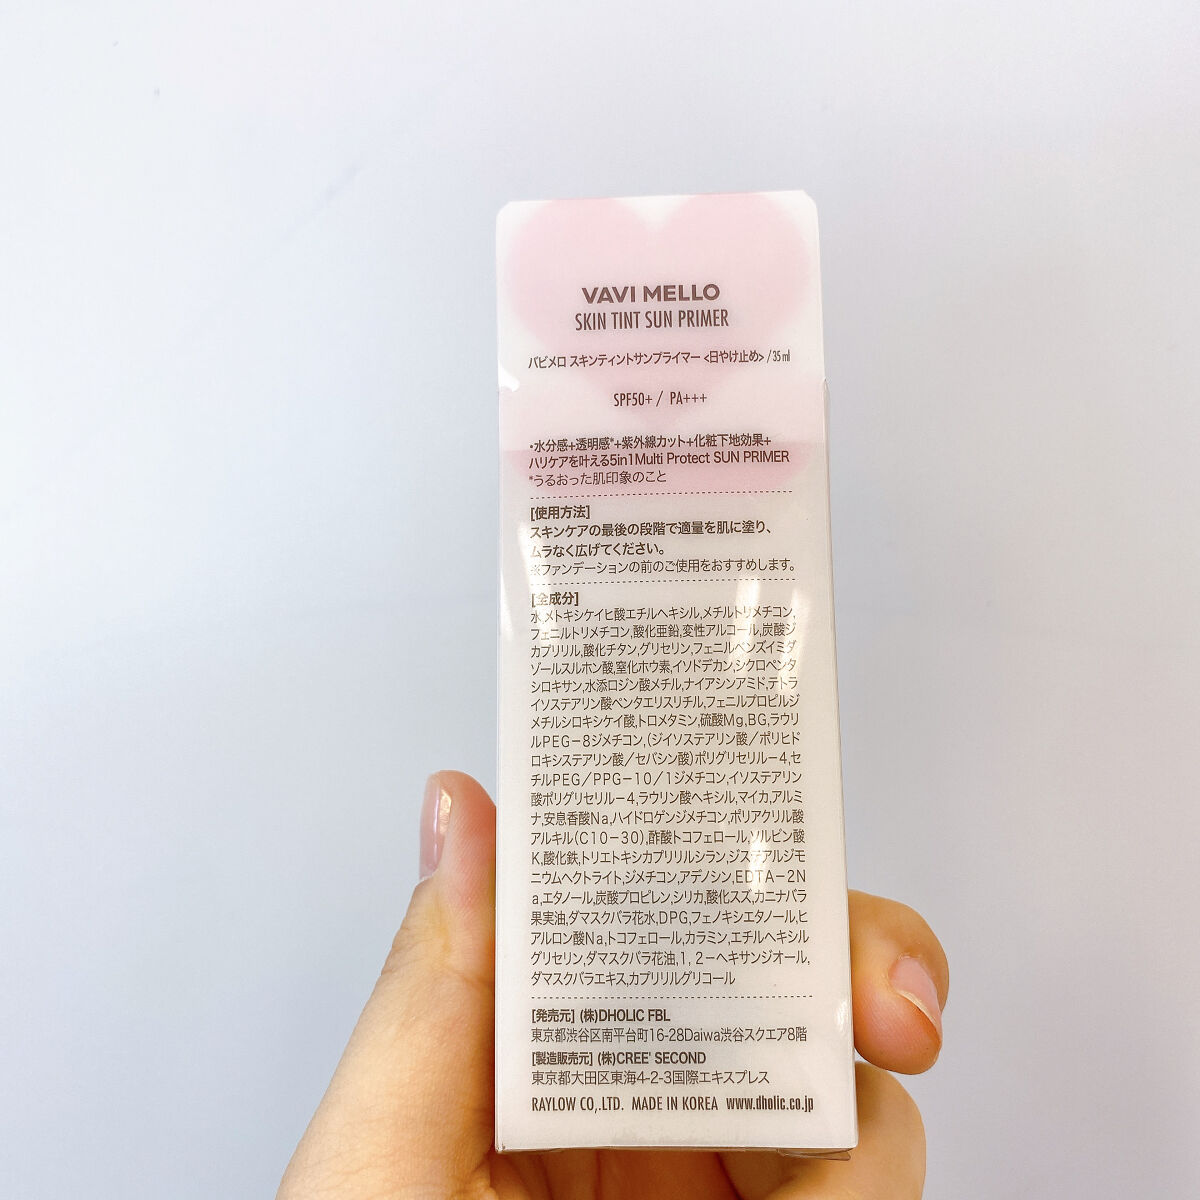 VAVI MELLO
SKIN TINT SUN PRIMER
バビメロ スキンティントサンプライマー <日やけ止め> / 35 ml
SPF50+ / PA+++
・水分感+透明感*+紫外線カット+化粧下地効果+
ハリケアを叶える5in1Multi Protect SUN PRIMER
*うるおった肌印象のこと
[使用方法]
スキンケアの最後の段階で適量を肌に塗り、
ムラなく広げてください。
※ファンデーションの前のご使用をおすすめします。
[全成分]
水,メトキシケイヒ酸エチルヘキシル,メチルトリメチコン,
フェニルトリメチコン,酸化亜鉛,変性アルコール,炭酸ジ
カプリリル,酸化チタン,グリセリン,フェニルベンズイミダ
ゾールスルホン酸,窒化ホウ素,イソドデカン,シクロペンタ
シロキサン,水添ロジン酸メチル,ナイアシンアミド,テトラ
イソステアリン酸ペンタエリスリチル,フェニルプロピルジ
メチルシロキシケイ酸,トロメタミン,硫酸Mg,BG,ラウリ
ルPEG－8ジメチコン,(ジイソステアリン酸／ポリヒド
ロキシステアリン酸／セバシン酸)ポリグリセリル－4,セ
チルPEG／PPG－10／1ジメチコン,イソステアリン
酸ポリグリセリル－4,ラウリン酸ヘキシル,マイカ,アルミ
ナ,安息香酸Na,ハイドロゲンジメチコン,ポリアクリル酸
アルキル(C10－30),酢酸トコフェロール,ソルビン酸
K,酸化鉄,トリエトキシカプリリルシラン,ジステアルジモ
ニウムヘクトライト,ジメチコン,アデノシン,EDTA－2N
a,エタノール,炭酸プロピレン,シリカ,酸化スズ,カニナバラ
果実油,ダマスクバラ花水,DPG,フェノキシエタノール,ヒ
アルロン酸Na,トコフェロール,カラミン,エチルヘキシル
グリセリン,ダマスクバラ花油,1,2－ヘキサンジオール,
ダマスクバラエキス,カプリリルグリコール
[発売元] (株)DHOLIC FBL
東京都渋谷区南平台町16-28Daiwa渋谷スクエア8階
[製造販売元] (株)CREE' SECOND
東京都大田区東海4-2-3国際エキスプレス
RAYLOW CO,.LTD. MADE IN KOREA www.dholic.co.jp